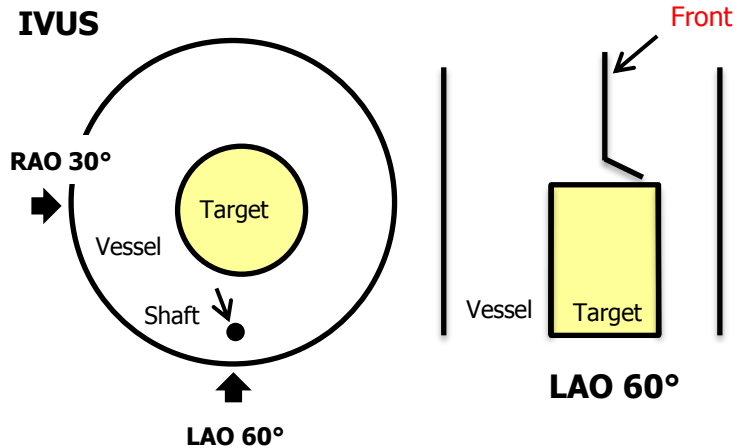 IVUS
Front
RAO 30°
Target
Vessel
Shaft
LAO 60°
Vessel
Target
LAO 60°